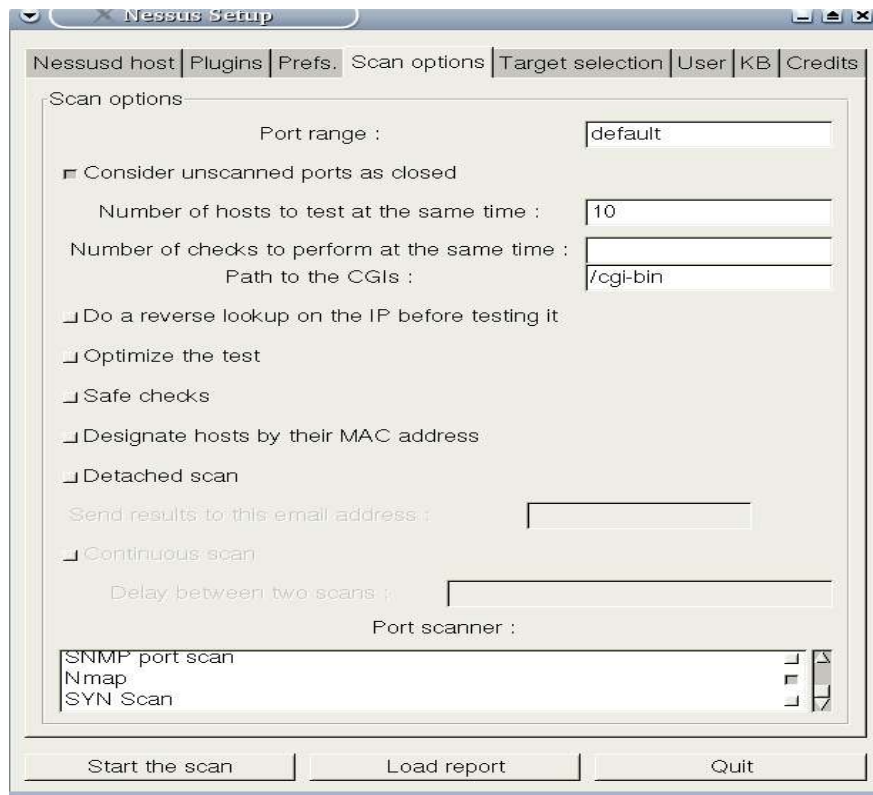 Nessus Setup
Nessusd host Plugins Prefs. Scan options Target selection User KB Credits
Scan options
Port range : default
Consider unscanned ports as closed
Number of hosts to test at the same time : 10
Number of checks to perform at the same time :
Path to the CGIs : /cgi-bin
Do a reverse lookup on the IP before testing it
Optimize the test
Safe checks
Designate hosts by their MAC address
Detached scan
Send results to this email address :
Continuous scan
Delay between two scans :
Port scanner :
SNMP port scan
Nmap
SYN Scan
Start the scan Load report Quit